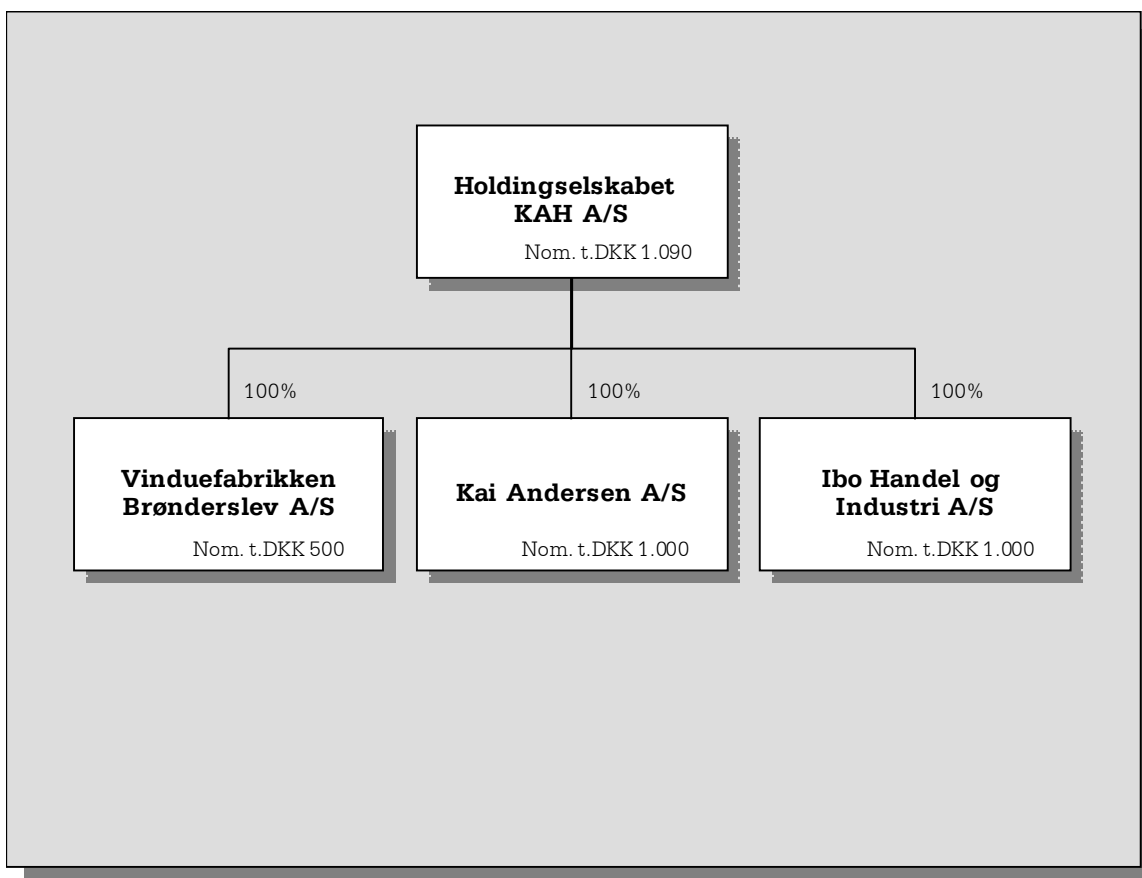 Holdingselskabet
KAH A/S
Nom. t.DKK 1.090
100%
100%
100%
Vinduefabrikken
Brønderslev A/S
Nom. t.DKK 500
Kai Andersen A/S
Nom. t.DKK 1.000
Ibo Handel og
Industri A/S
Nom. t.DKK 1.000